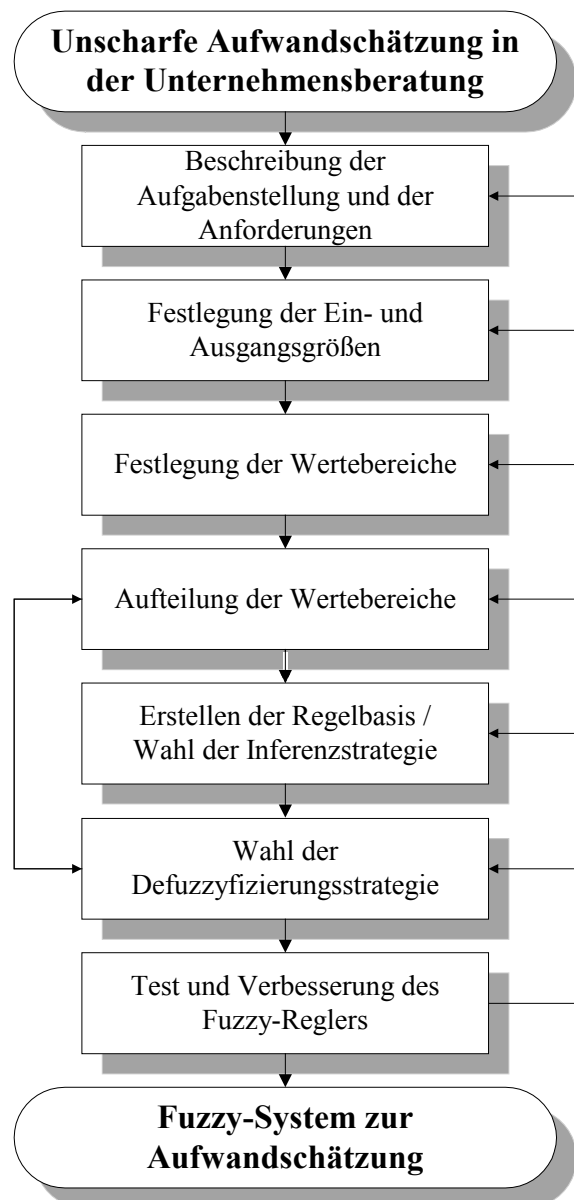 Unscharfe Aufwandschätzung in
der Unternehmensberatung
Beschreibung der
Aufgabenstellung und der
Anforderungen
Festlegung der Ein- und
Ausgangsgrößen
Festlegung der Wertebereiche
Aufteilung der Wertebereiche
Erstellen der Regelbasis /
Wahl der Inferenzstrategie
Wahl der
Defuzzyfizierungsstrategie
Test und Verbesserung des
Fuzzy-Reglers
Fuzzy-System zur
Aufwandschätzung